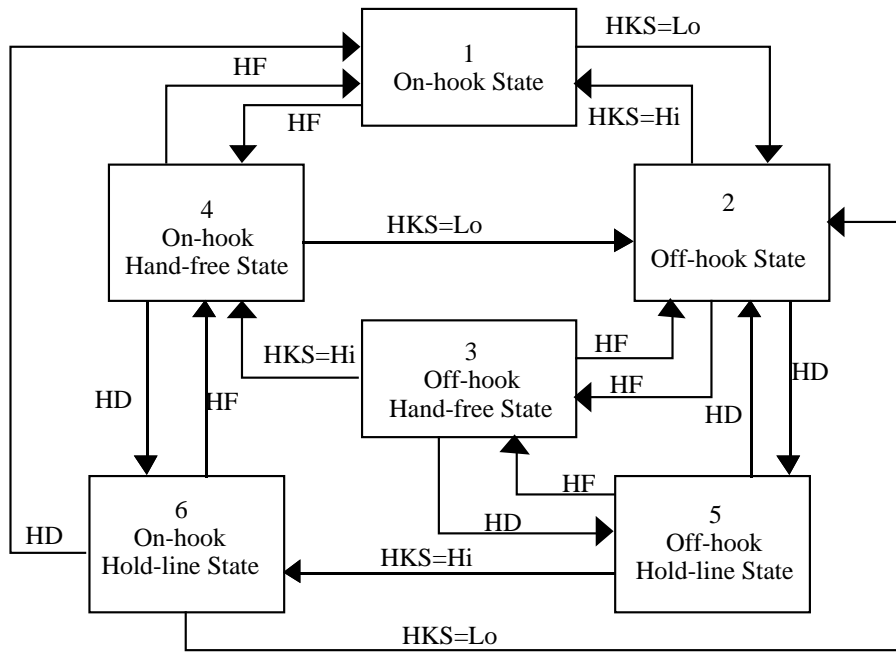 1
On-hook State
HKS=Lo
HF
HF
HKS=Hi
4
On-hook
Hand-free State
HKS=Lo
2
Off-hook State
HKS=Hi
3
Off-hook
Hand-free State
HF
HF
HD
HF
HD
HD
6
On-hook
Hold-line State
HD
HF
HD
5
Off-hook
Hold-line State
HKS=Hi
HKS=Lo